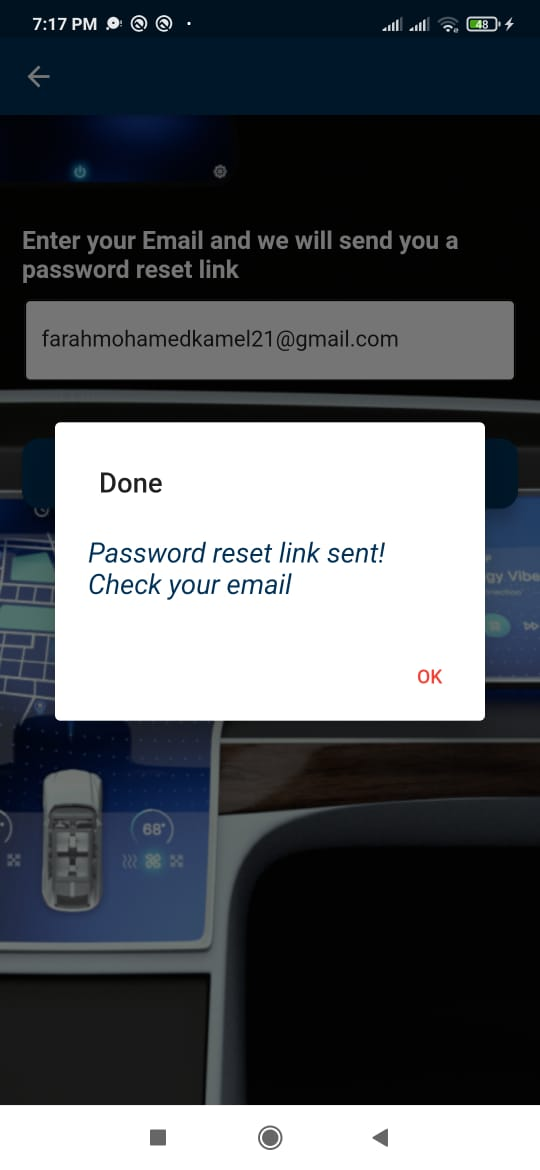 7:17 PM
48
Enter your Email and we will send you a
password reset link
farahmohamedkamel21@gmail.com
Done
Password reset link sent!
Check your email
OK
68°